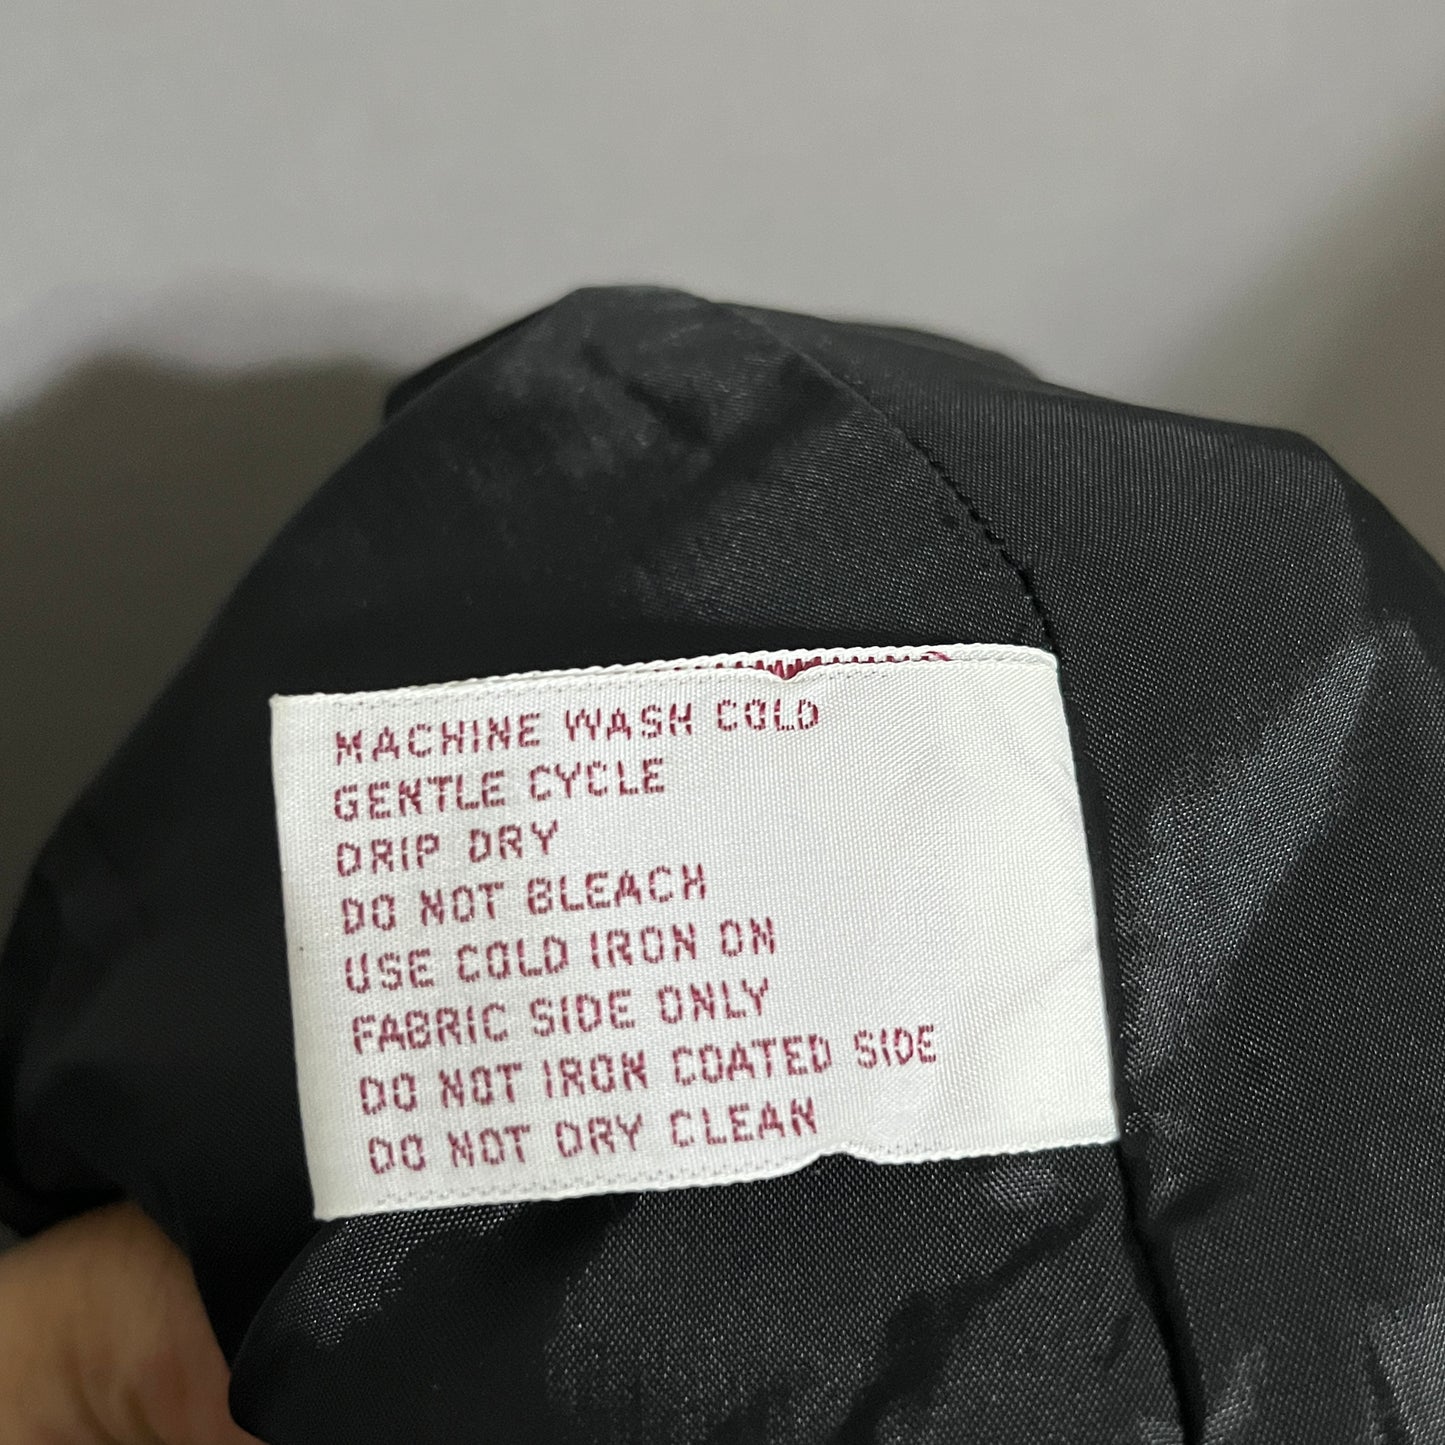 MACHINE WASH COLD
GENTLE CYCLE
DRIP DRY
DO NOT BLEACH
USE COLD IRON ON
FABRIC SIDE ONLY
DO NOT IRON COATED SIDE
DO NOT DRY CLEAN